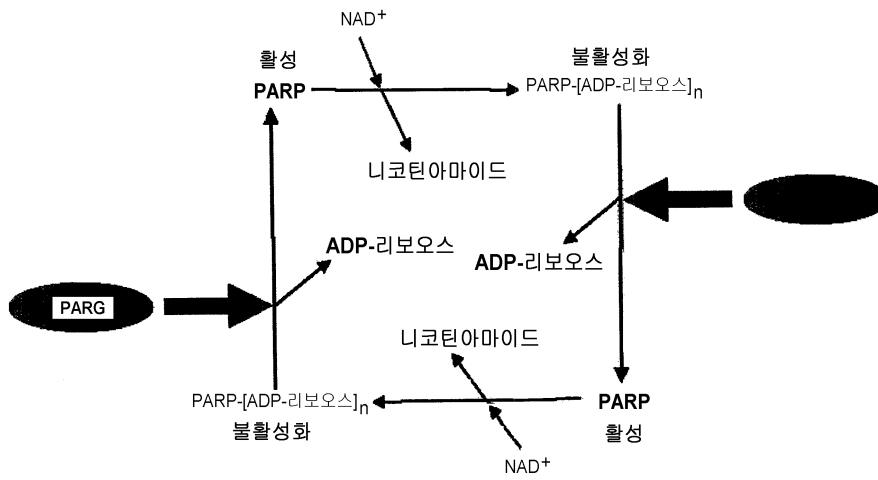 NAD+
활성
PARP
불활성화
PARP-[ADP-리보오스]n
니코틴아마이드
ADP-리보오스
ADP-리보오스
PARG
니코틴아마이드
PARP-[ADP-리보오스]n
불활성화
PARP
활성
NAD+